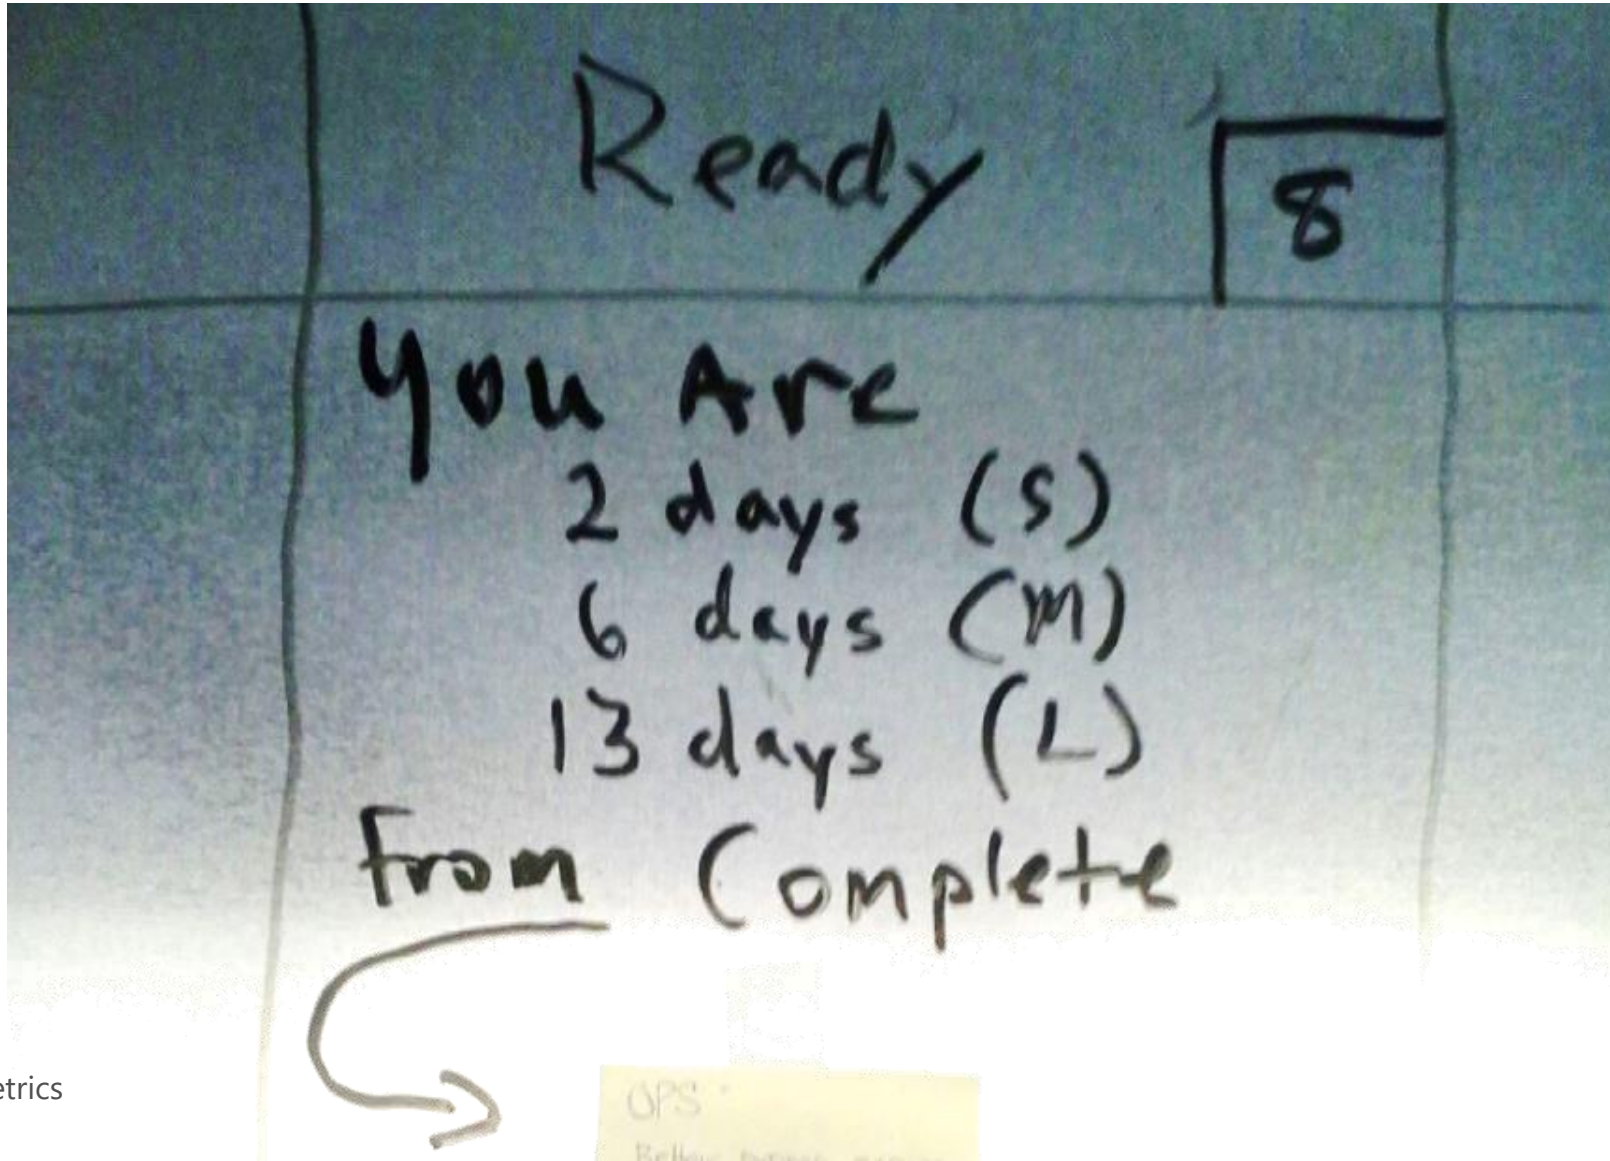 Ready
8
You Are
2 days (S)
6 days (M)
13 days (L)
From Complete
etrics
OPS